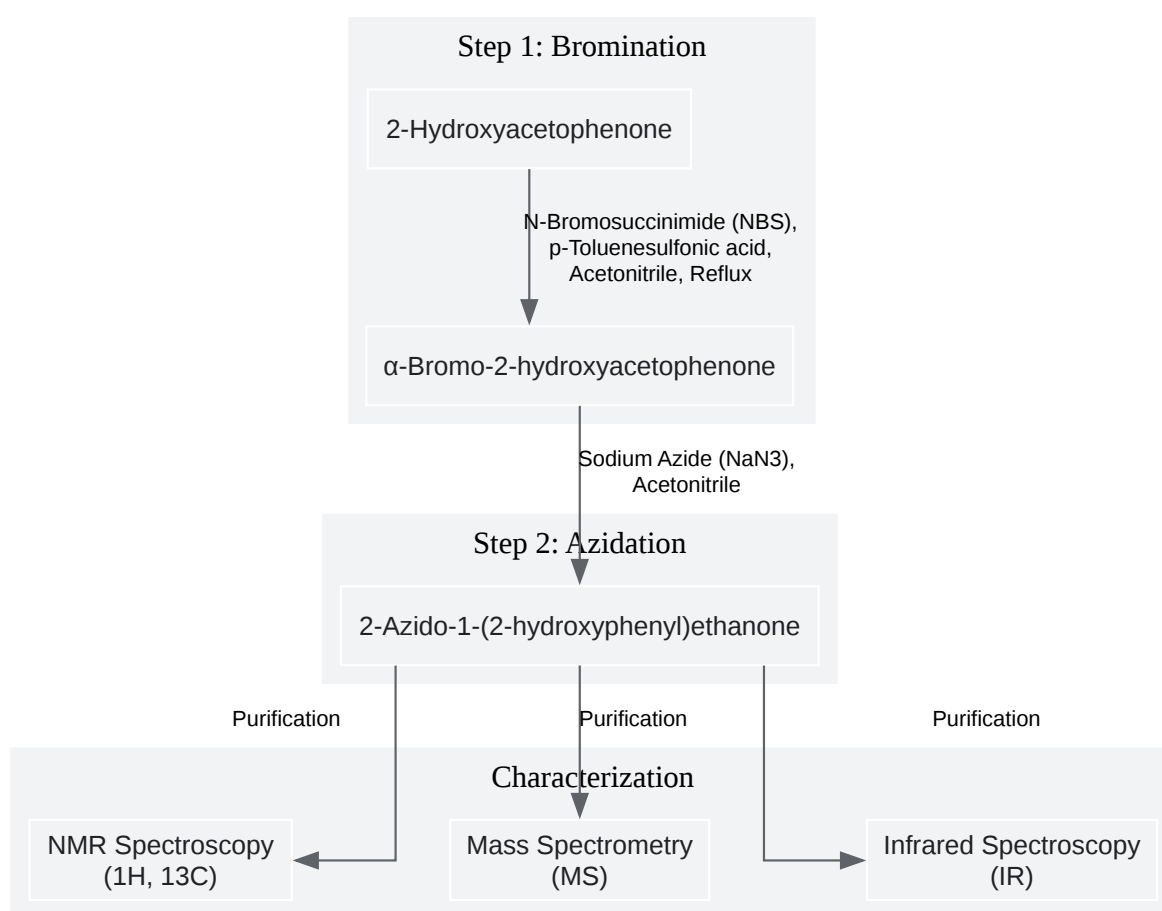 Step 1: Bromination
2-Hydroxyacetophenone
N-Bromosuccinimide (NBS),
p-Toluenesulfonic acid,
Acetonitrile, Reflux
α-Bromo-2-hydroxyacetophenone
Sodium Azide (NaN3),
Acetonitrile
Step 2: Azidation
2-Azido-1-(2-hydroxyphenyl)ethanone
Purification
Purification
Purification
Characterization
NMR Spectroscopy
(1H, 13C)
Mass Spectrometry
(MS)
Infrared Spectroscopy
(IR)